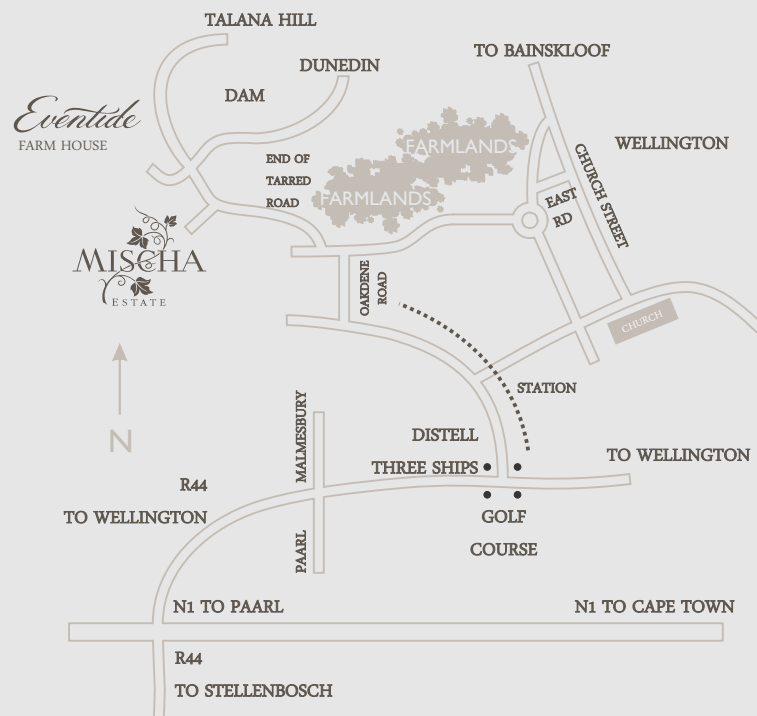 TALANA HILL
TO BAINSKLOOF
DUNEDIN
DAM
Eventide
FARM HOUSE
WELLINGTON
FARMLANDS
END OF
TARRED
ROAD
FARMLANDS
CHURCH STREET
EAST
RD
MISCHA
ESTATE
OAKDENE
ROAD
CHURCH
N
STATION
MALMESBURY
DISTELL
THREE SHIPS
TO WELLINGTON
R44
TO WELLINGTON
GOLF
COURSE
PAARL
N1 TO PAARL
N1 TO CAPE TOWN
R44
TO STELLENBOSCH